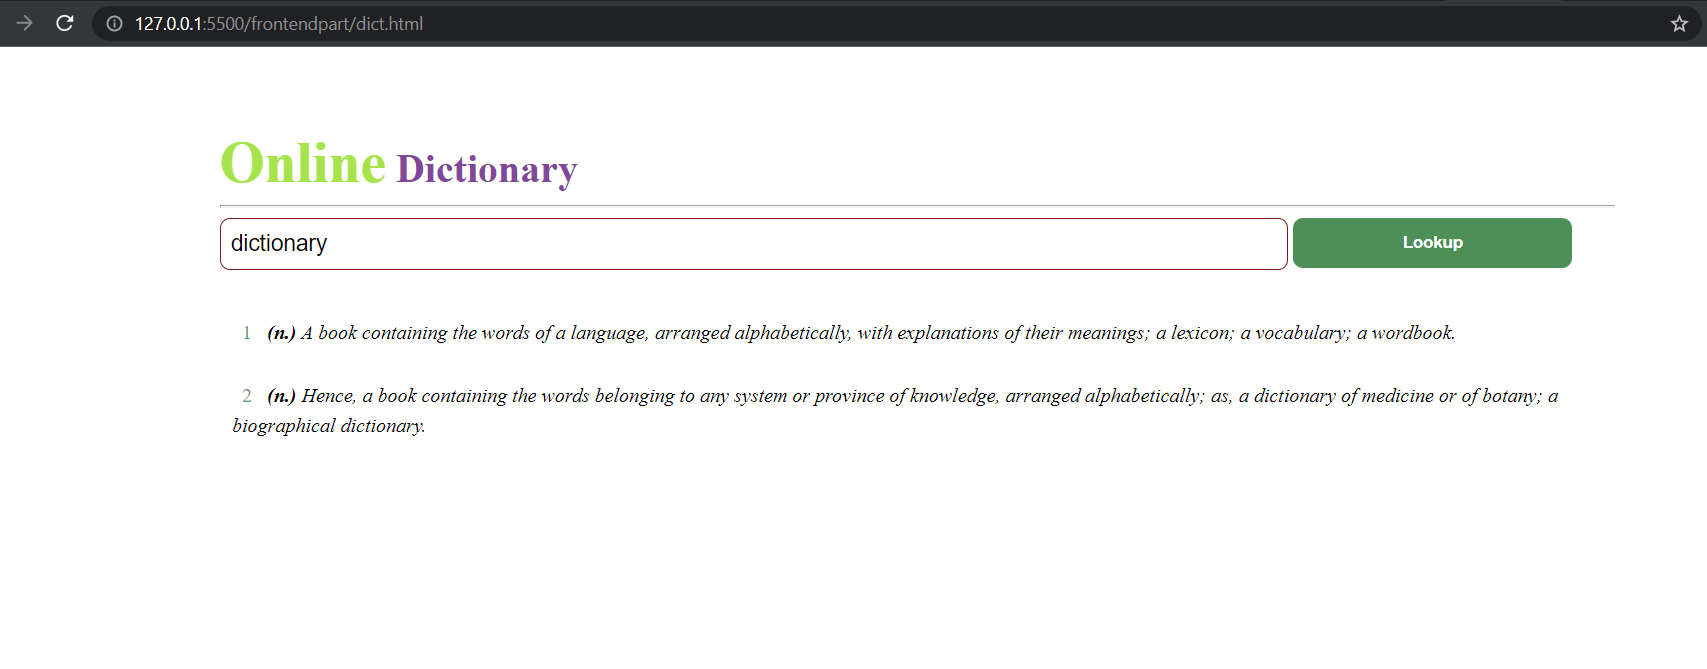 127.0.0.1:5500/frontendpart/dict.html
Online Dictionary
dictionary Lookup
1 (n.) A book containing the words of a language, arranged alphabetically, with explanations of their meanings; a lexicon; a vocabulary; a wordbook.
2 (n.) Hence, a book containing the words belonging to any system or province of knowledge, arranged alphabetically; as, a dictionary of medicine or of botany; a
biographical dictionary.